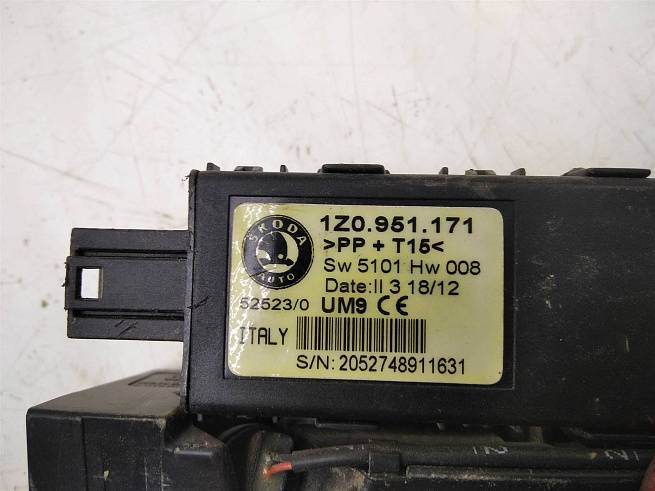 1Z0.951.171
>PP + T15<
SKODA
AUTO
Sw 5101 Hw 008
Date:II 3 18/12
52523/0 UM9 CE
ITALY
S/N: 2052748911631